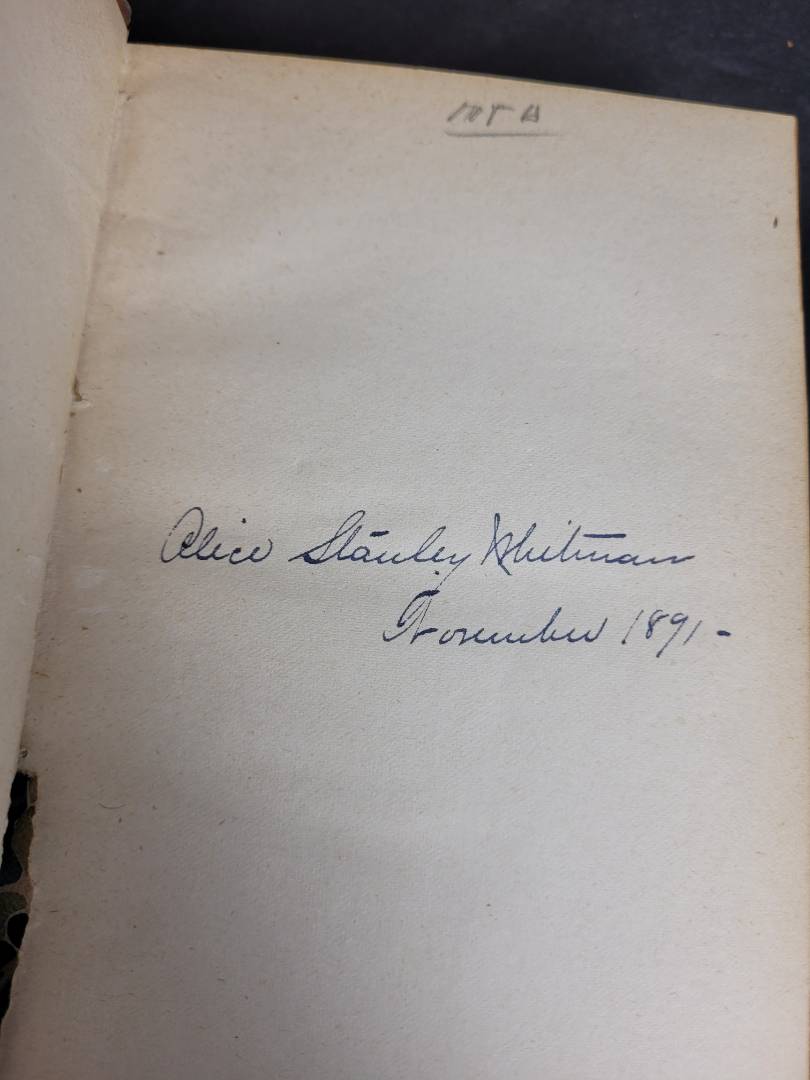 Alice Stanley Whitman
November 1891-